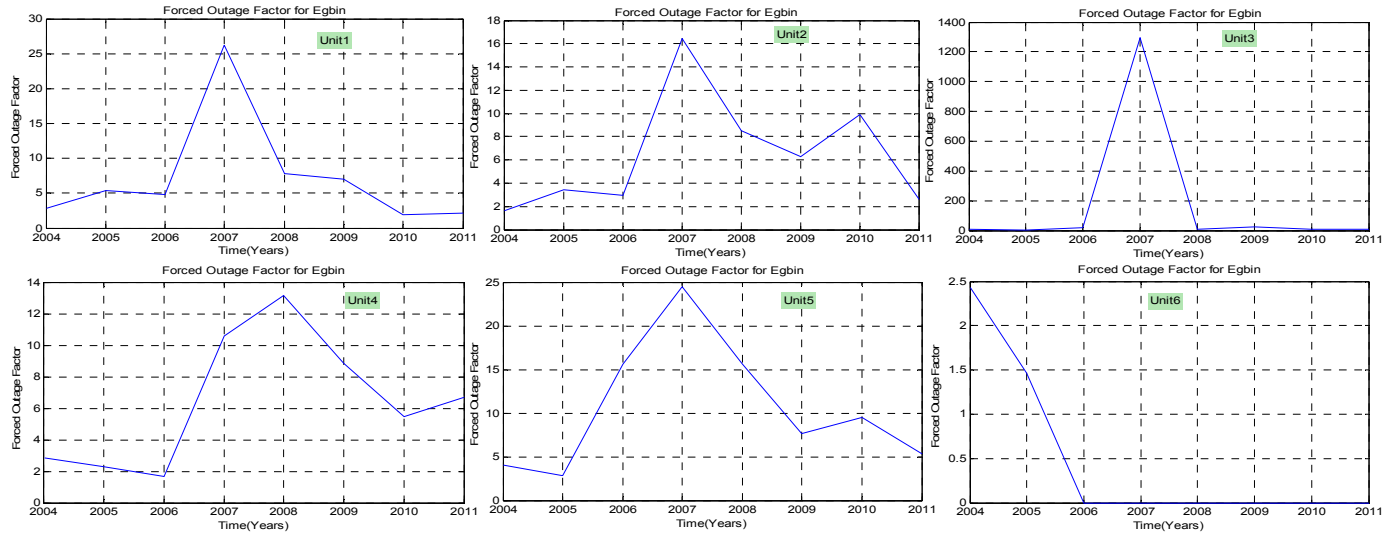 Forced Outage Factor for Egbin
Unit1
Forced Outage Factor
30
25
20
15
10
5
0
2004 2005 2006 2007 2008 2009 2010 2011
Time(Years)
Forced Outage Factor for Egbin
Unit2
Forced Outage Factor
18
16
14
12
10
8
6
4
2
0
2004 2005 2006 2007 2008 2009 2010 2011
Time(Years)
Forced Outage Factor for Egbin
Unit3
Forced Outage Factor
1400
1200
1000
800
600
400
200
0
2004 2005 2006 2007 2008 2009 2010 2011
Time(Years)
Forced Outage Factor for Egbin
Unit4
Forced Outage Factor
14
12
10
8
6
4
2
0
2004 2005 2006 2007 2008 2009 2010 2011
Time(Years)
Forced Outage Factor for Egbin
Unit5
Forced Outage Factor
25
20
15
10
5
0
2004 2005 2006 2007 2008 2009 2010 2011
Time(Years)
Forced Outage Factor for Egbin
Unit6
Forced Outage Factor
2.5
2
1.5
1
0.5
0
2004 2005 2006 2007 2008 2009 2010 2011
Time(Years)